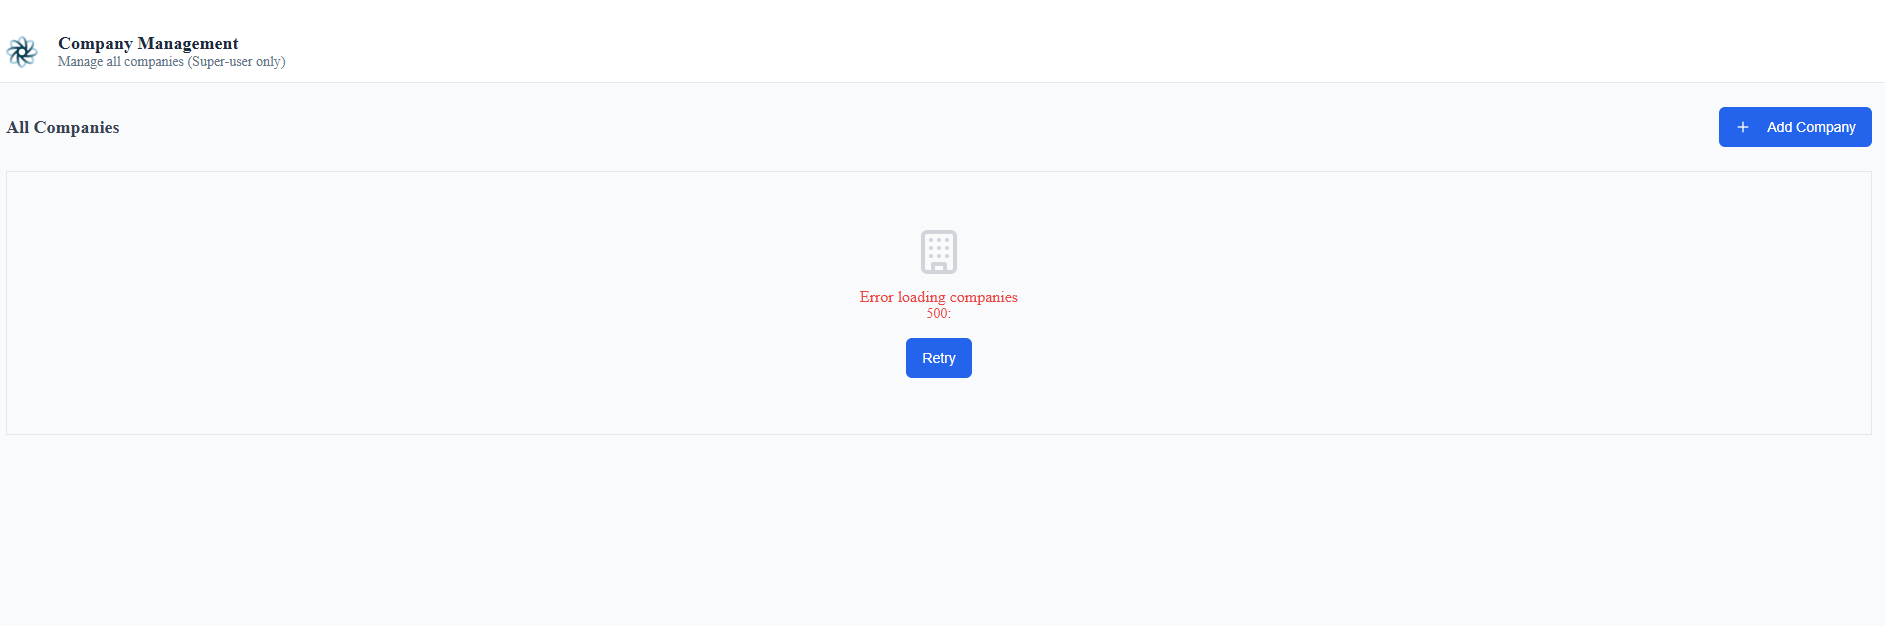 Company Management
Manage all companies (Super-user only)
All Companies
+ Add Company
Error loading companies
500:
Retry